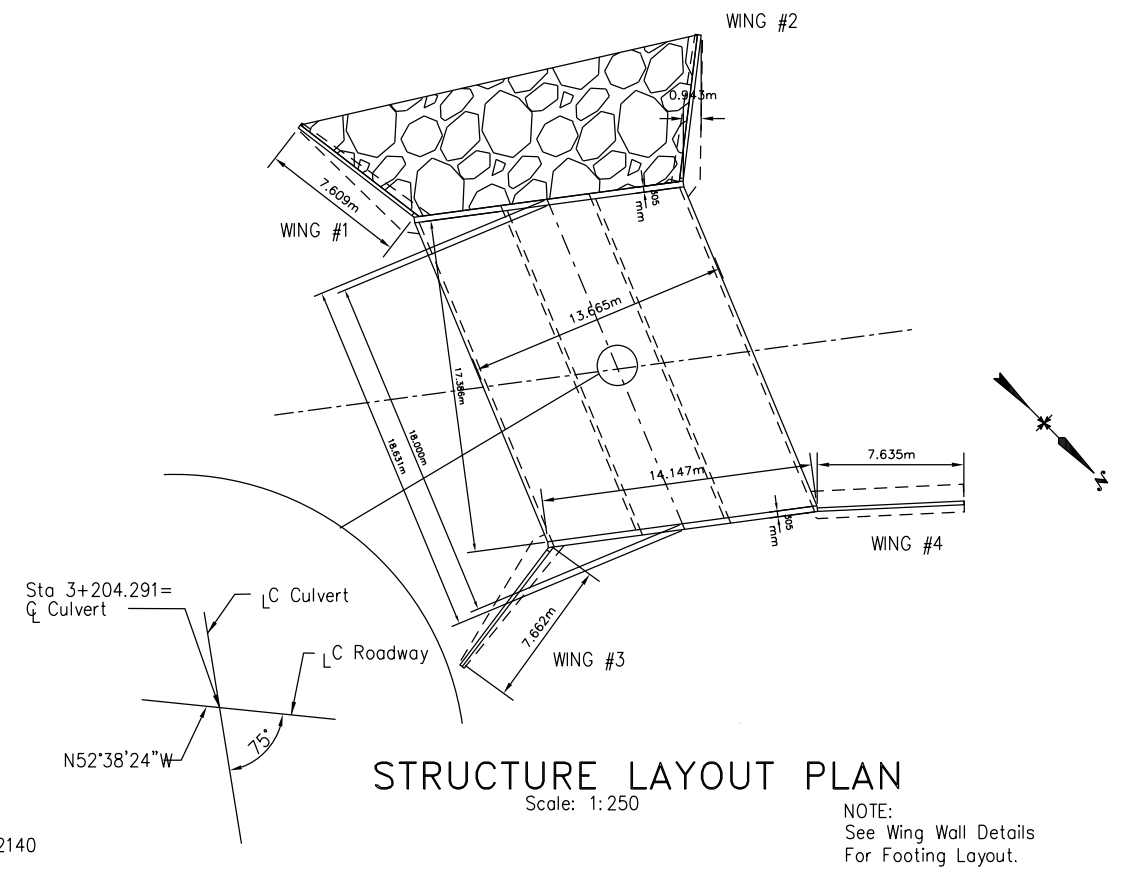 WING #2
0.943m
7.609m
WING #1
305
mm
13.665m
17.386m
18.000m
18.631m
14.147m
7.635m
305
mm
N
WING #4
Sta 3+204.291=
℄ Culvert
LC Culvert
7.662m
WING #3
LC Roadway
75°
N52°38'24"W
STRUCTURE LAYOUT PLAN
Scale: 1:250
NOTE:
See Wing Wall Details
For Footing Layout.
2140